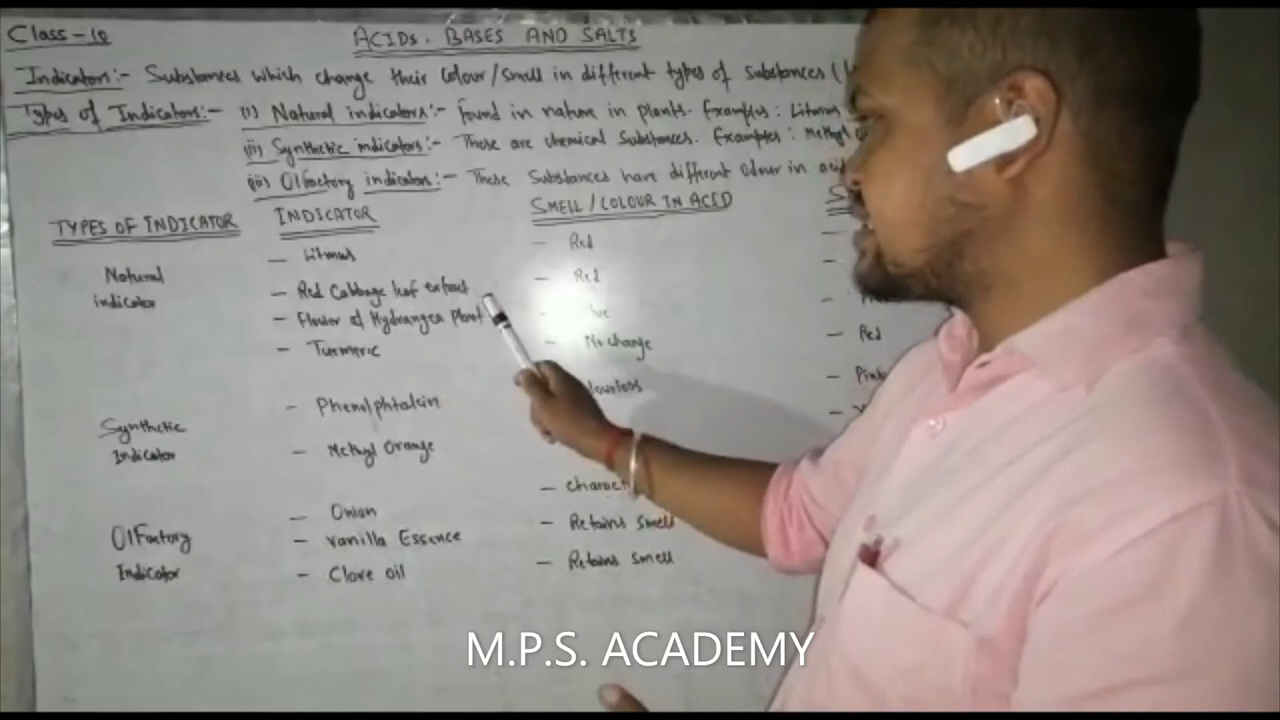 Class-10
ACIDS, BASES AND SALTS
Indicators:- Substances which change their Colour/Smell in different types of Substances
Types of Indicators:- (i) Natural indicators:- found in nature in plants. Examples: Litmus
(ii) Synthetic indicators:- These are chemical Substances. Examples: Methyl
(iii) Olfactory indicators:- These Substances have different Odour in
TYPES OF INDICATOR INDICATOR SMELL/COLOUR IN ACID
Natural indicator
- Litmus - Red
- Red Cabbage leaf extract - Red
- Flower of Hydrangea plant
- Turmeric - No change - Red
Synthetic Indicator
- Phenolphtalein
- Methyl Orange
Olfactory Indicator
- Onion
- Vanilla Essence - Retains smell
- Clove oil - Retains smell
M.P.S. ACADEMY